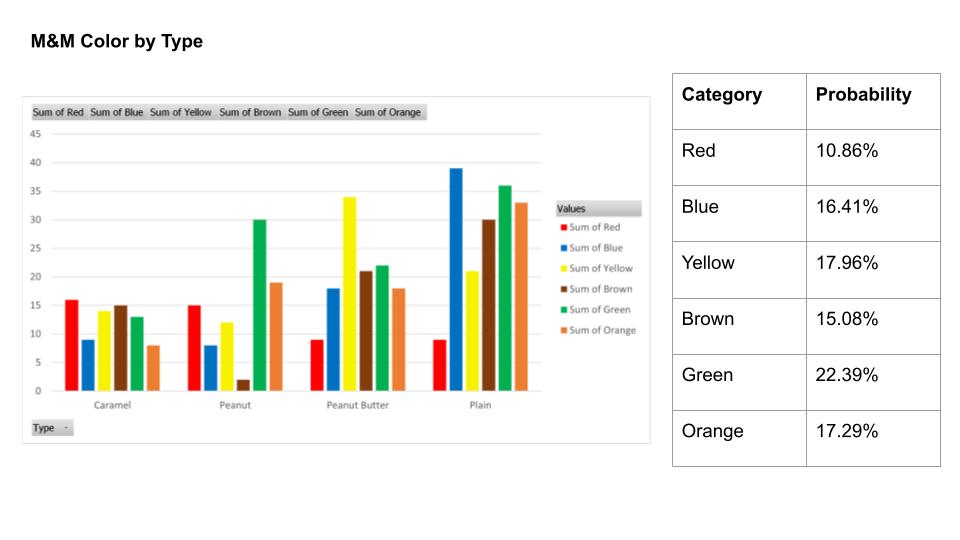 M&M Color by Type
Sum of Red Sum of Blue Sum of Yellow Sum of Brown Sum of Green Sum of Orange
45
40
35
30
25
20
15
10
5
0
Caramel Peanut Peanut Butter Plain
Type
Values
Sum of Red
Sum of Blue
Sum of Yellow
Sum of Brown
Sum of Green
Sum of Orange
Category Probability
Red 10.86%
Blue 16.41%
Yellow 17.96%
Brown 15.08%
Green 22.39%
Orange 17.29%